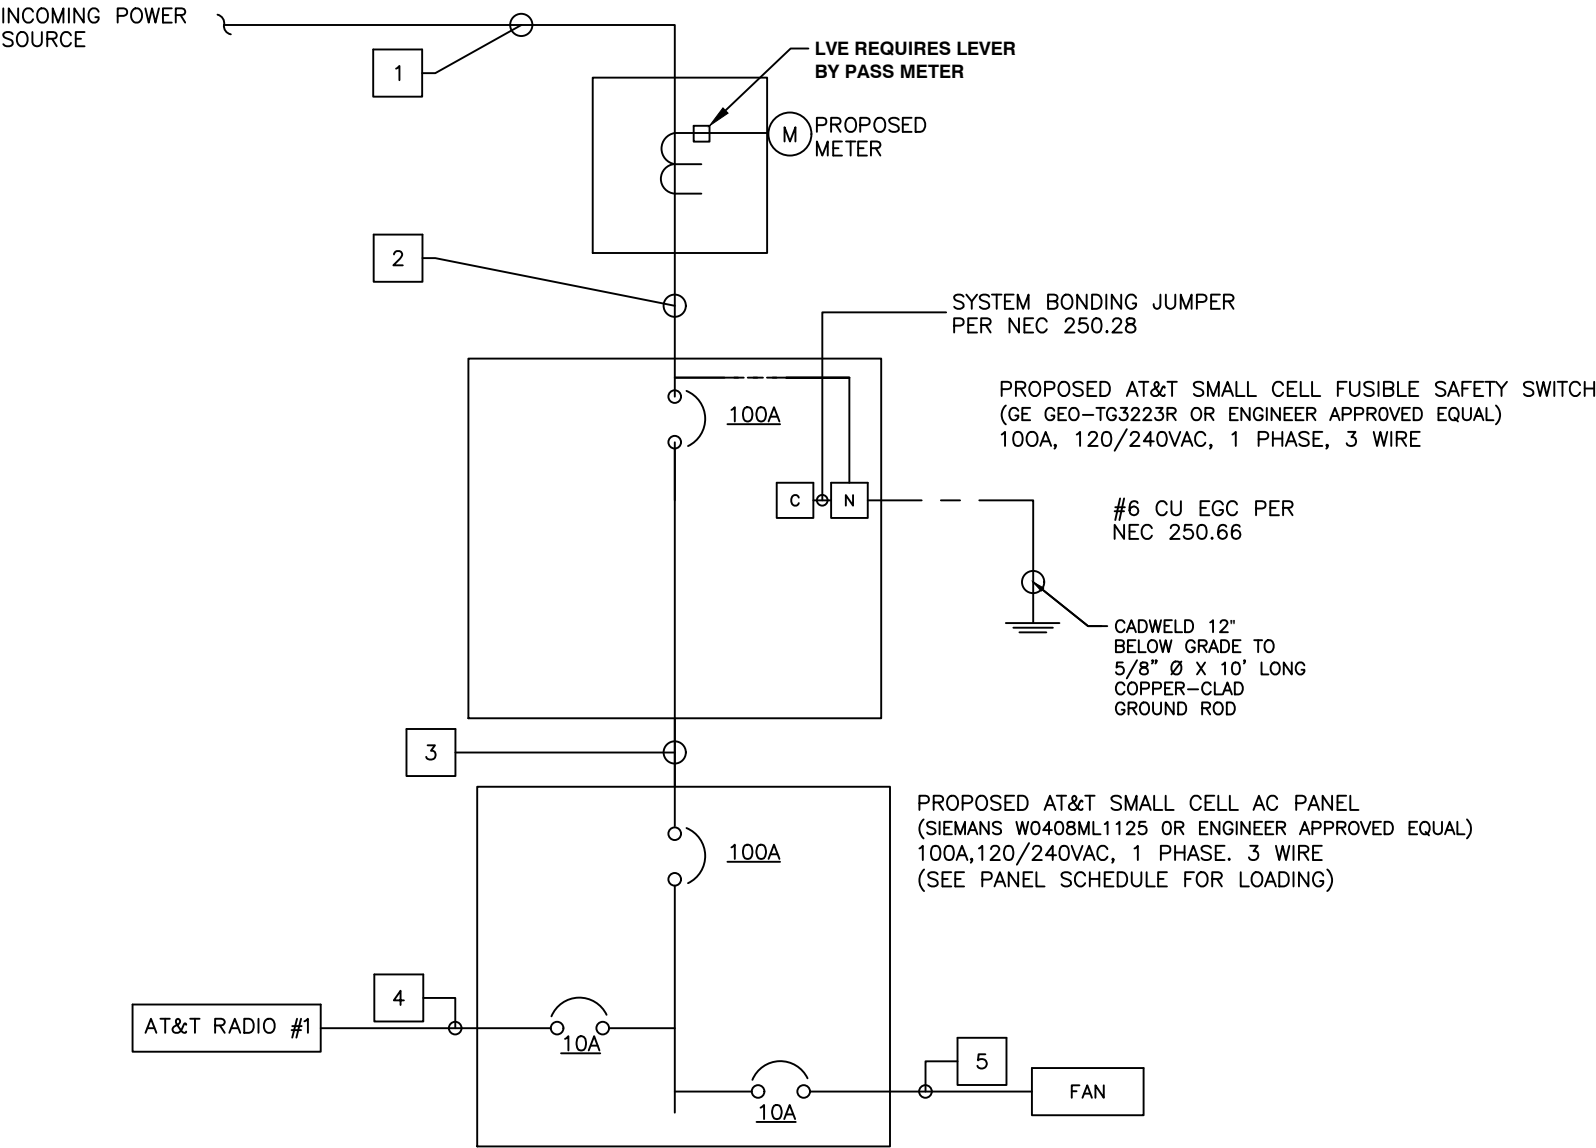 INCOMING POWER
SOURCE
1
LVE REQUIRES LEVER
BY PASS METER
M
PROPOSED
METER
2
SYSTEM BONDING JUMPER
PER NEC 250.28
100A
PROPOSED AT&T SMALL CELL FUSIBLE SAFETY SWITCH
(GE GEO-TG3223R OR ENGINEER APPROVED EQUAL)
100A, 120/240VAC, 1 PHASE, 3 WIRE
C
N
#6 CU EGC PER
NEC 250.66
CADWELD 12"
BELOW GRADE TO
5/8" Ø X 10' LONG
COPPER-CLAD
GROUND ROD
3
PROPOSED AT&T SMALL CELL AC PANEL
(SIEMANS W0408ML1125 OR ENGINEER APPROVED EQUAL)
100A,120/240VAC, 1 PHASE. 3 WIRE
(SEE PANEL SCHEDULE FOR LOADING)
100A
4
AT&T RADIO #1
10A
5
FAN
10A